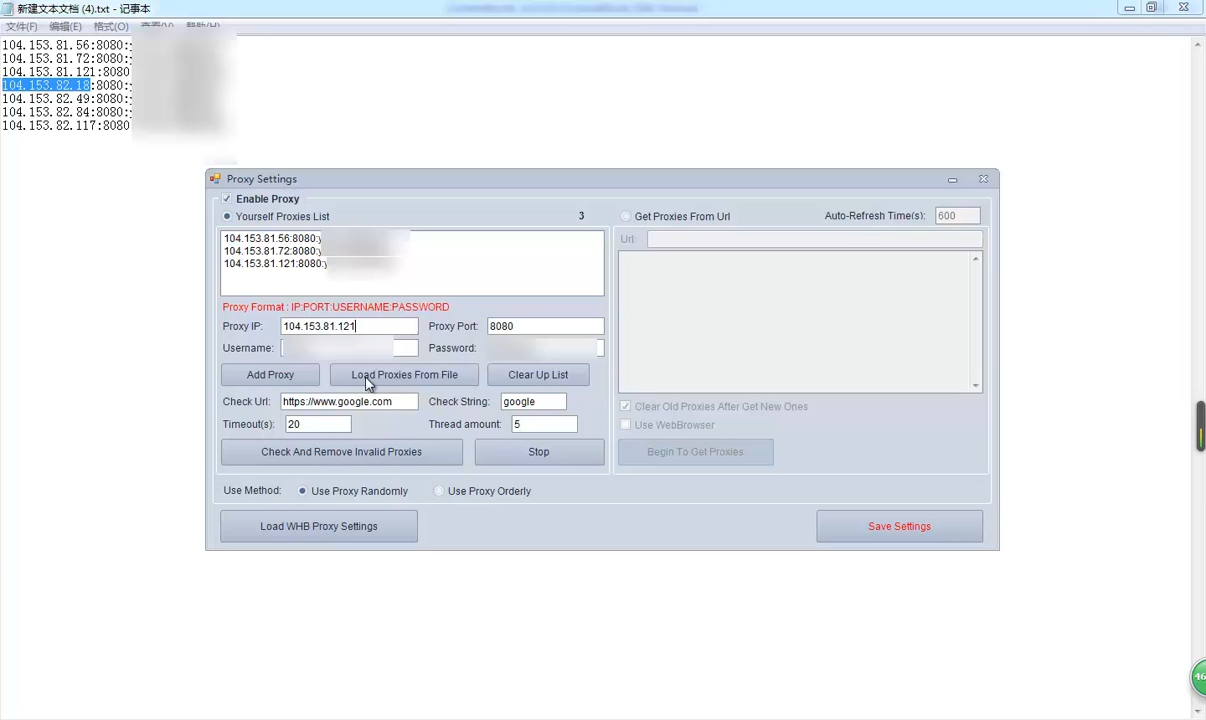 新建文本文档 (4).txt - 记事本
文件(F) 编辑(E) 格式(O) 查看(V) 帮助(H)
104.153.81.56:8080:y
104.153.81.72:8080:y
104.153.81.121:8080
104.153.82.18:8080:y
104.153.82.49:8080:y
104.153.82.84:8080:y
104.153.82.117:8080
Proxy Settings
Enable Proxy
Yourself Proxies List 3
Get Proxies From Url Auto-Refresh Time(s): 600
Url:
104.153.81.56:8080:y
104.153.81.72:8080:y
104.153.81.121:8080:y
Proxy Format : IP:PORT:USERNAME:PASSWORD
Proxy IP: 104.153.81.121 Proxy Port: 8080
Username: Password:
Add Proxy Load Proxies From File Clear Up List
Check Url: https://www.google.com Check String: google
Timeout(s): 20 Thread amount: 5
Check And Remove Invalid Proxies Stop
Clear Old Proxies After Get New Ones
Use WebBrowser
Begin To Get Proxies
Use Method: Use Proxy Randomly Use Proxy Orderly
Load WHB Proxy Settings Save Settings
46